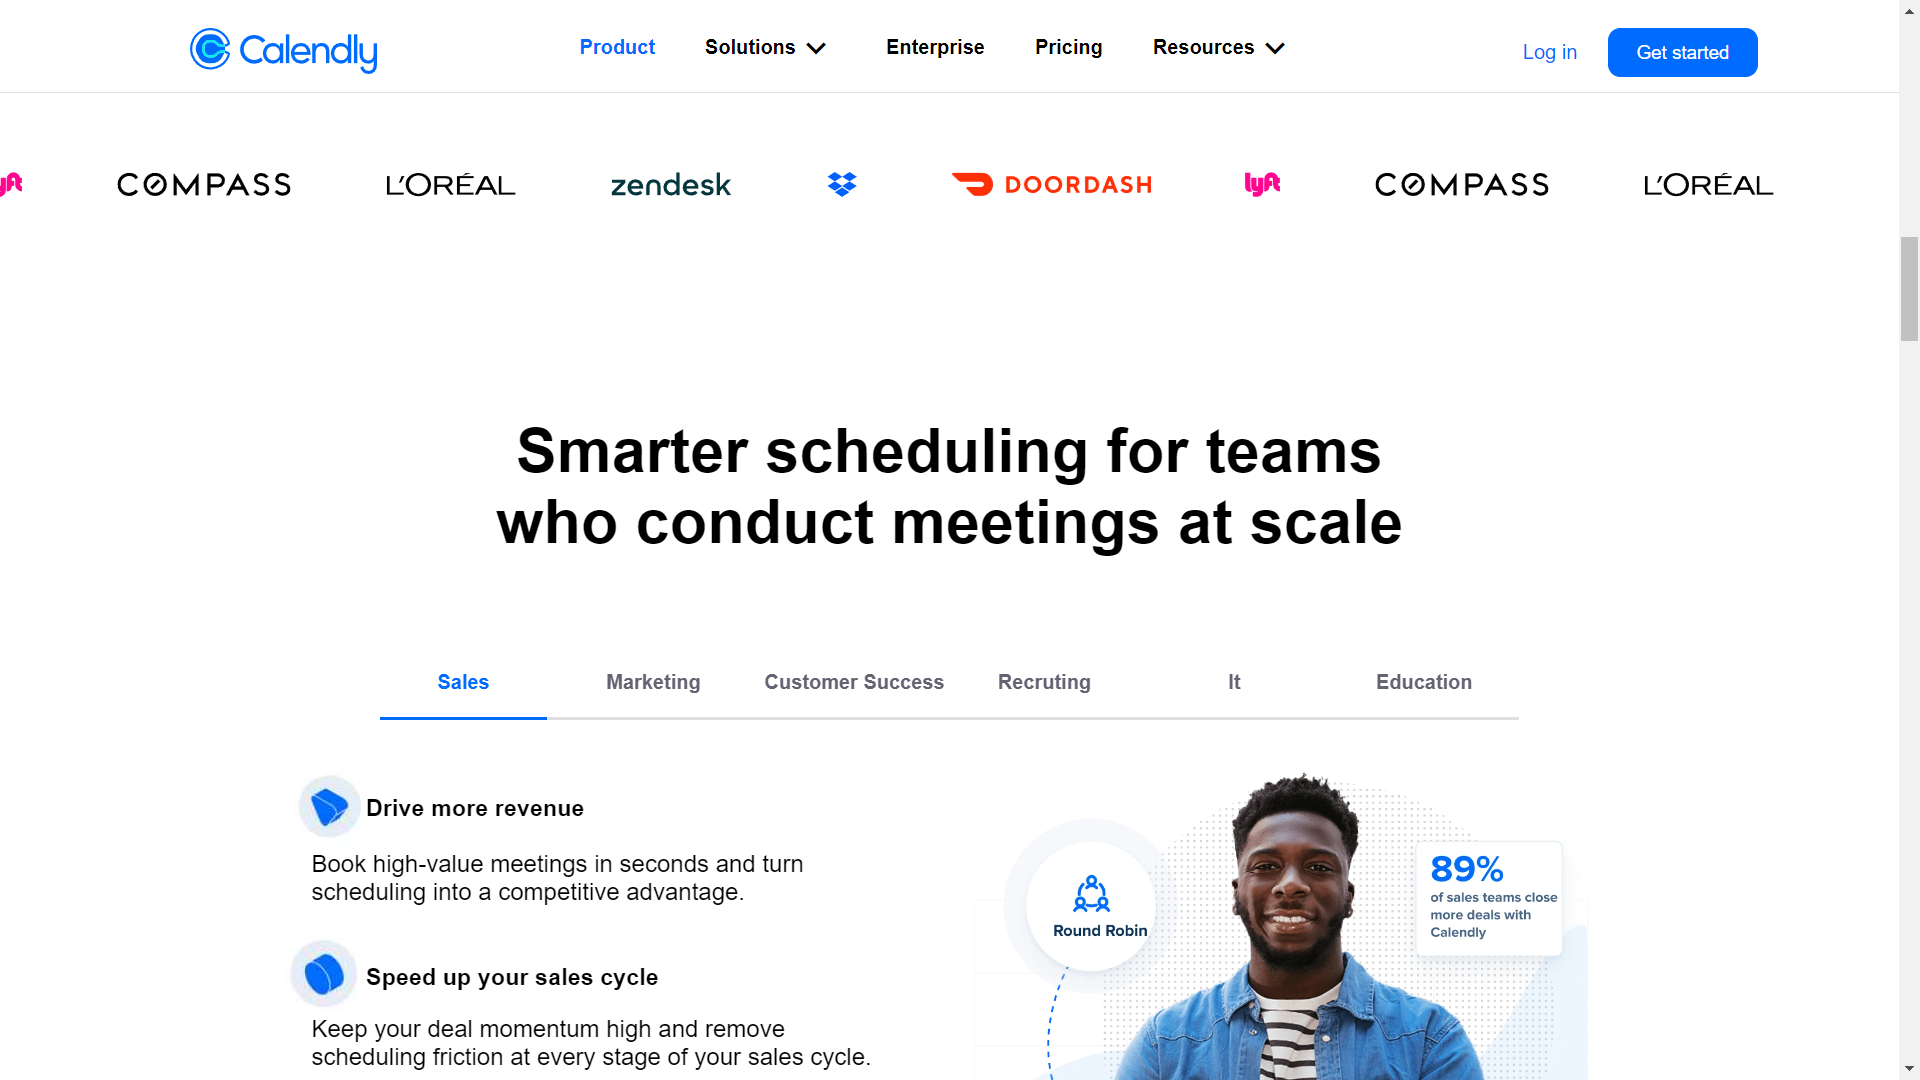 Calendly Product Solutions Enterprise Pricing Resources Log in Get started
COMPASS L'ORÉAL zendesk DOORDASH lyft COMPASS L'ORÉAL
Smarter scheduling for teams
who conduct meetings at scale
Sales Marketing Customer Success Recruting It Education
Drive more revenue
Book high-value meetings in seconds and turn
scheduling into a competitive advantage.
Speed up your sales cycle
Keep your deal momentum high and remove
scheduling friction at every stage of your sales cycle.
Round Robin
89%
of sales teams close
more deals with
Calendly